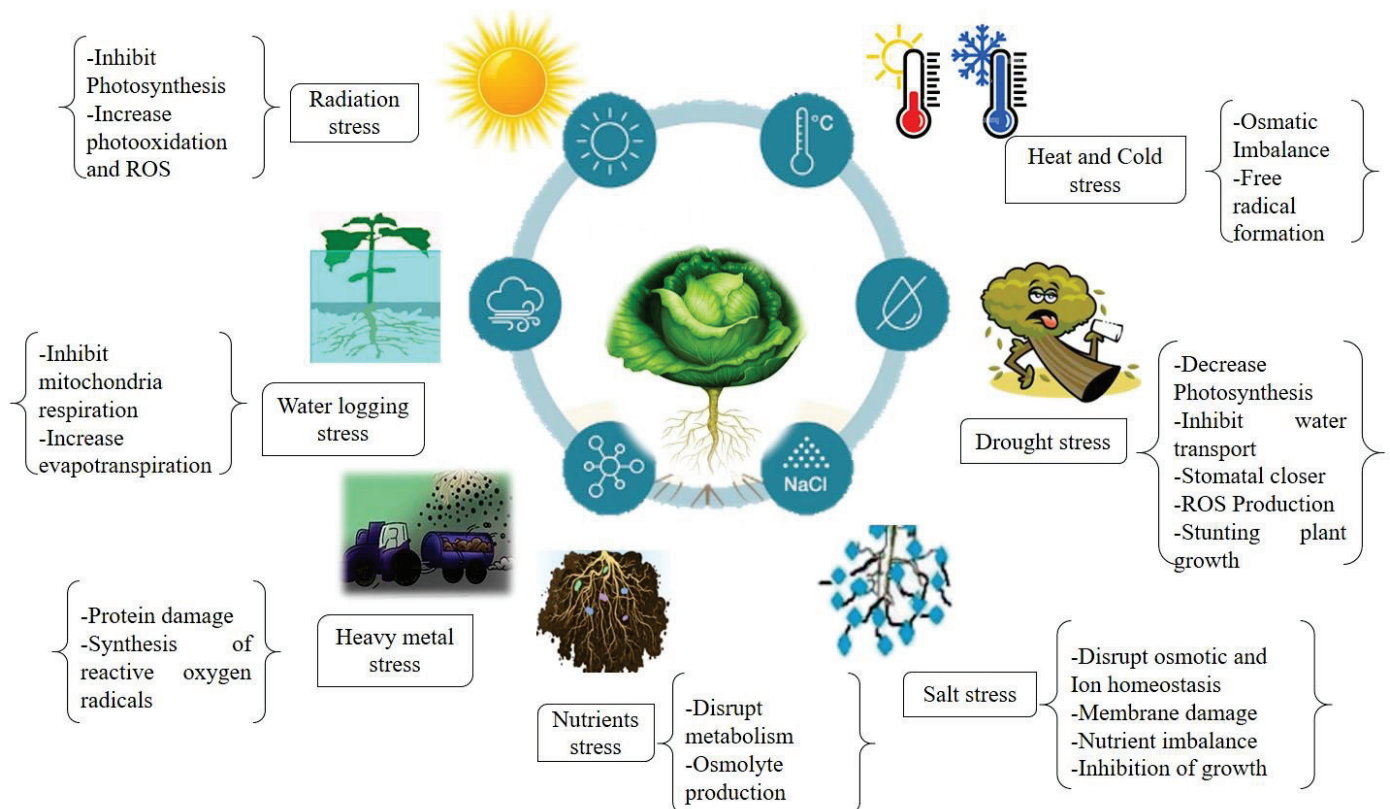 -Inhibit
Photosynthesis
-Increase
photooxidation
and ROS
Radiation
stress
°C
Heat and Cold
stress
-Osmatic
Imbalance
-Free
radical
formation
-Inhibit
mitochondria
respiration
-Increase
evapotranspiration
Water logging
stress
Drought stress
-Decrease
Photosynthesis
-Inhibit water
transport
-Stomatal closer
-ROS Production
-Stunting plant
growth
NaCl
-Protein damage
-Synthesis of
reactive oxygen
radicals
Heavy metal
stress
Nutrients
stress
-Disrupt
metabolism
-Osmolyte
production
Salt stress
-Disrupt osmotic and
Ion homeostasis
-Membrane damage
-Nutrient imbalance
-Inhibition of growth